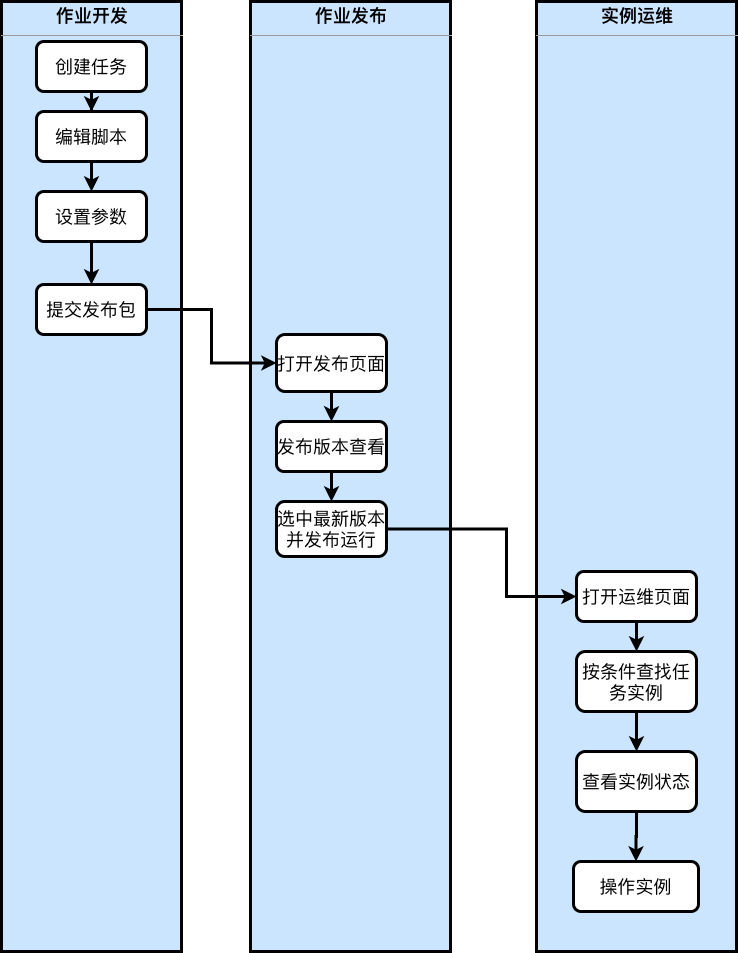 作业开发
创建任务
编辑脚本
设置参数
提交发布包
作业发布
打开发布页面
发布版本查看
选中最新版本
并发布运行
实例运维
打开运维页面
按条件查找任
务实例
查看实例状态
操作实例